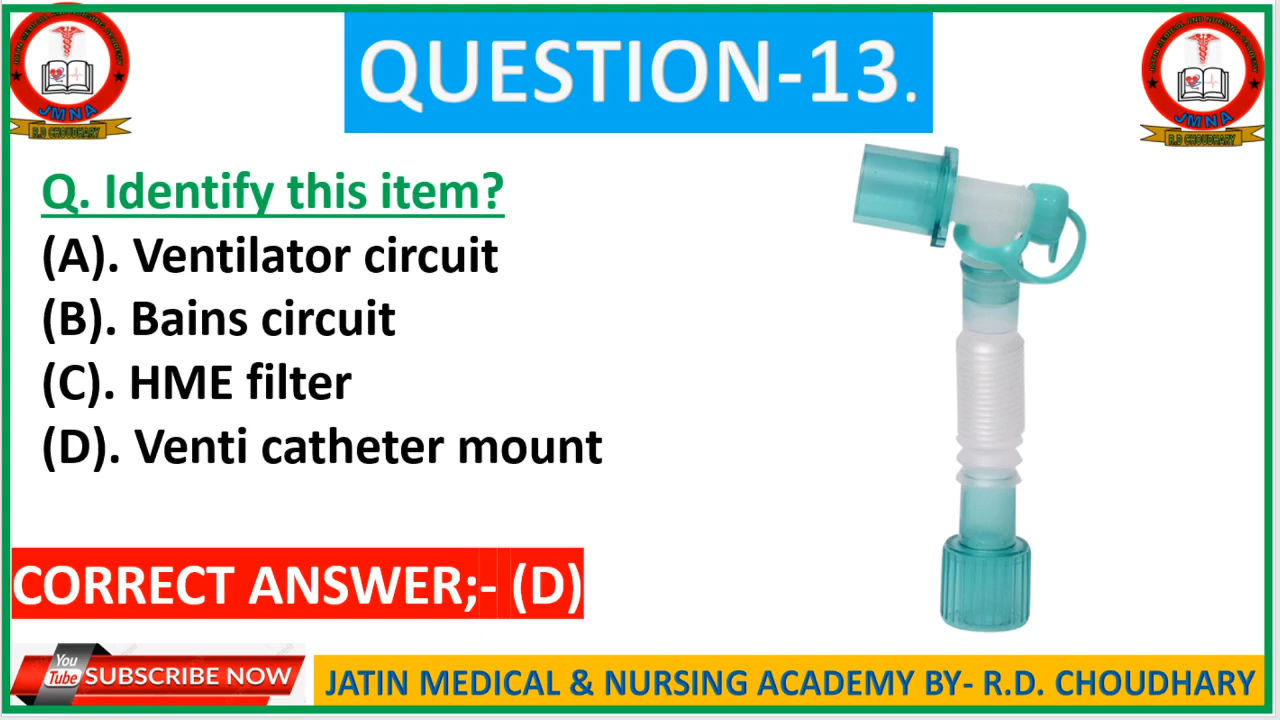 QUESTION-13.
Q. Identify this item?
(A). Ventilator circuit
(B). Bains circuit
(C). HME filter
(D). Venti catheter mount
CORRECT ANSWER;- (D)
JMNA
R.D CHOUDHARY
JMNA
R.D CHOUDHARY
You
Tube
SUBSCRIBE NOW
JATIN MEDICAL & NURSING ACADEMY BY- R.D. CHOUDHARY